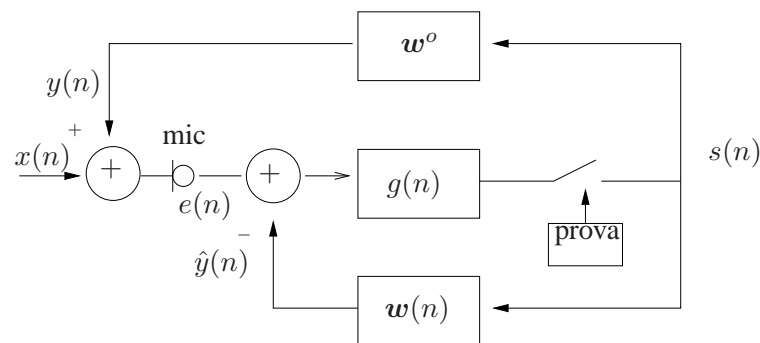 w^o
y(n)
mic
s(n)
x(n)
+
+
+
g(n)
e(n)
prova
ŷ(n)
−
w(n)